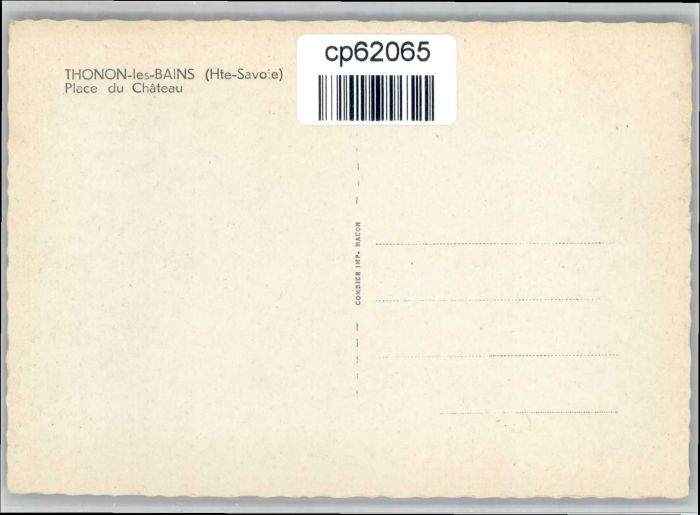 cp62065
THONON-les-BAINS (Hte-Savoie)
Place du Château
COMBIER IMP. MACON